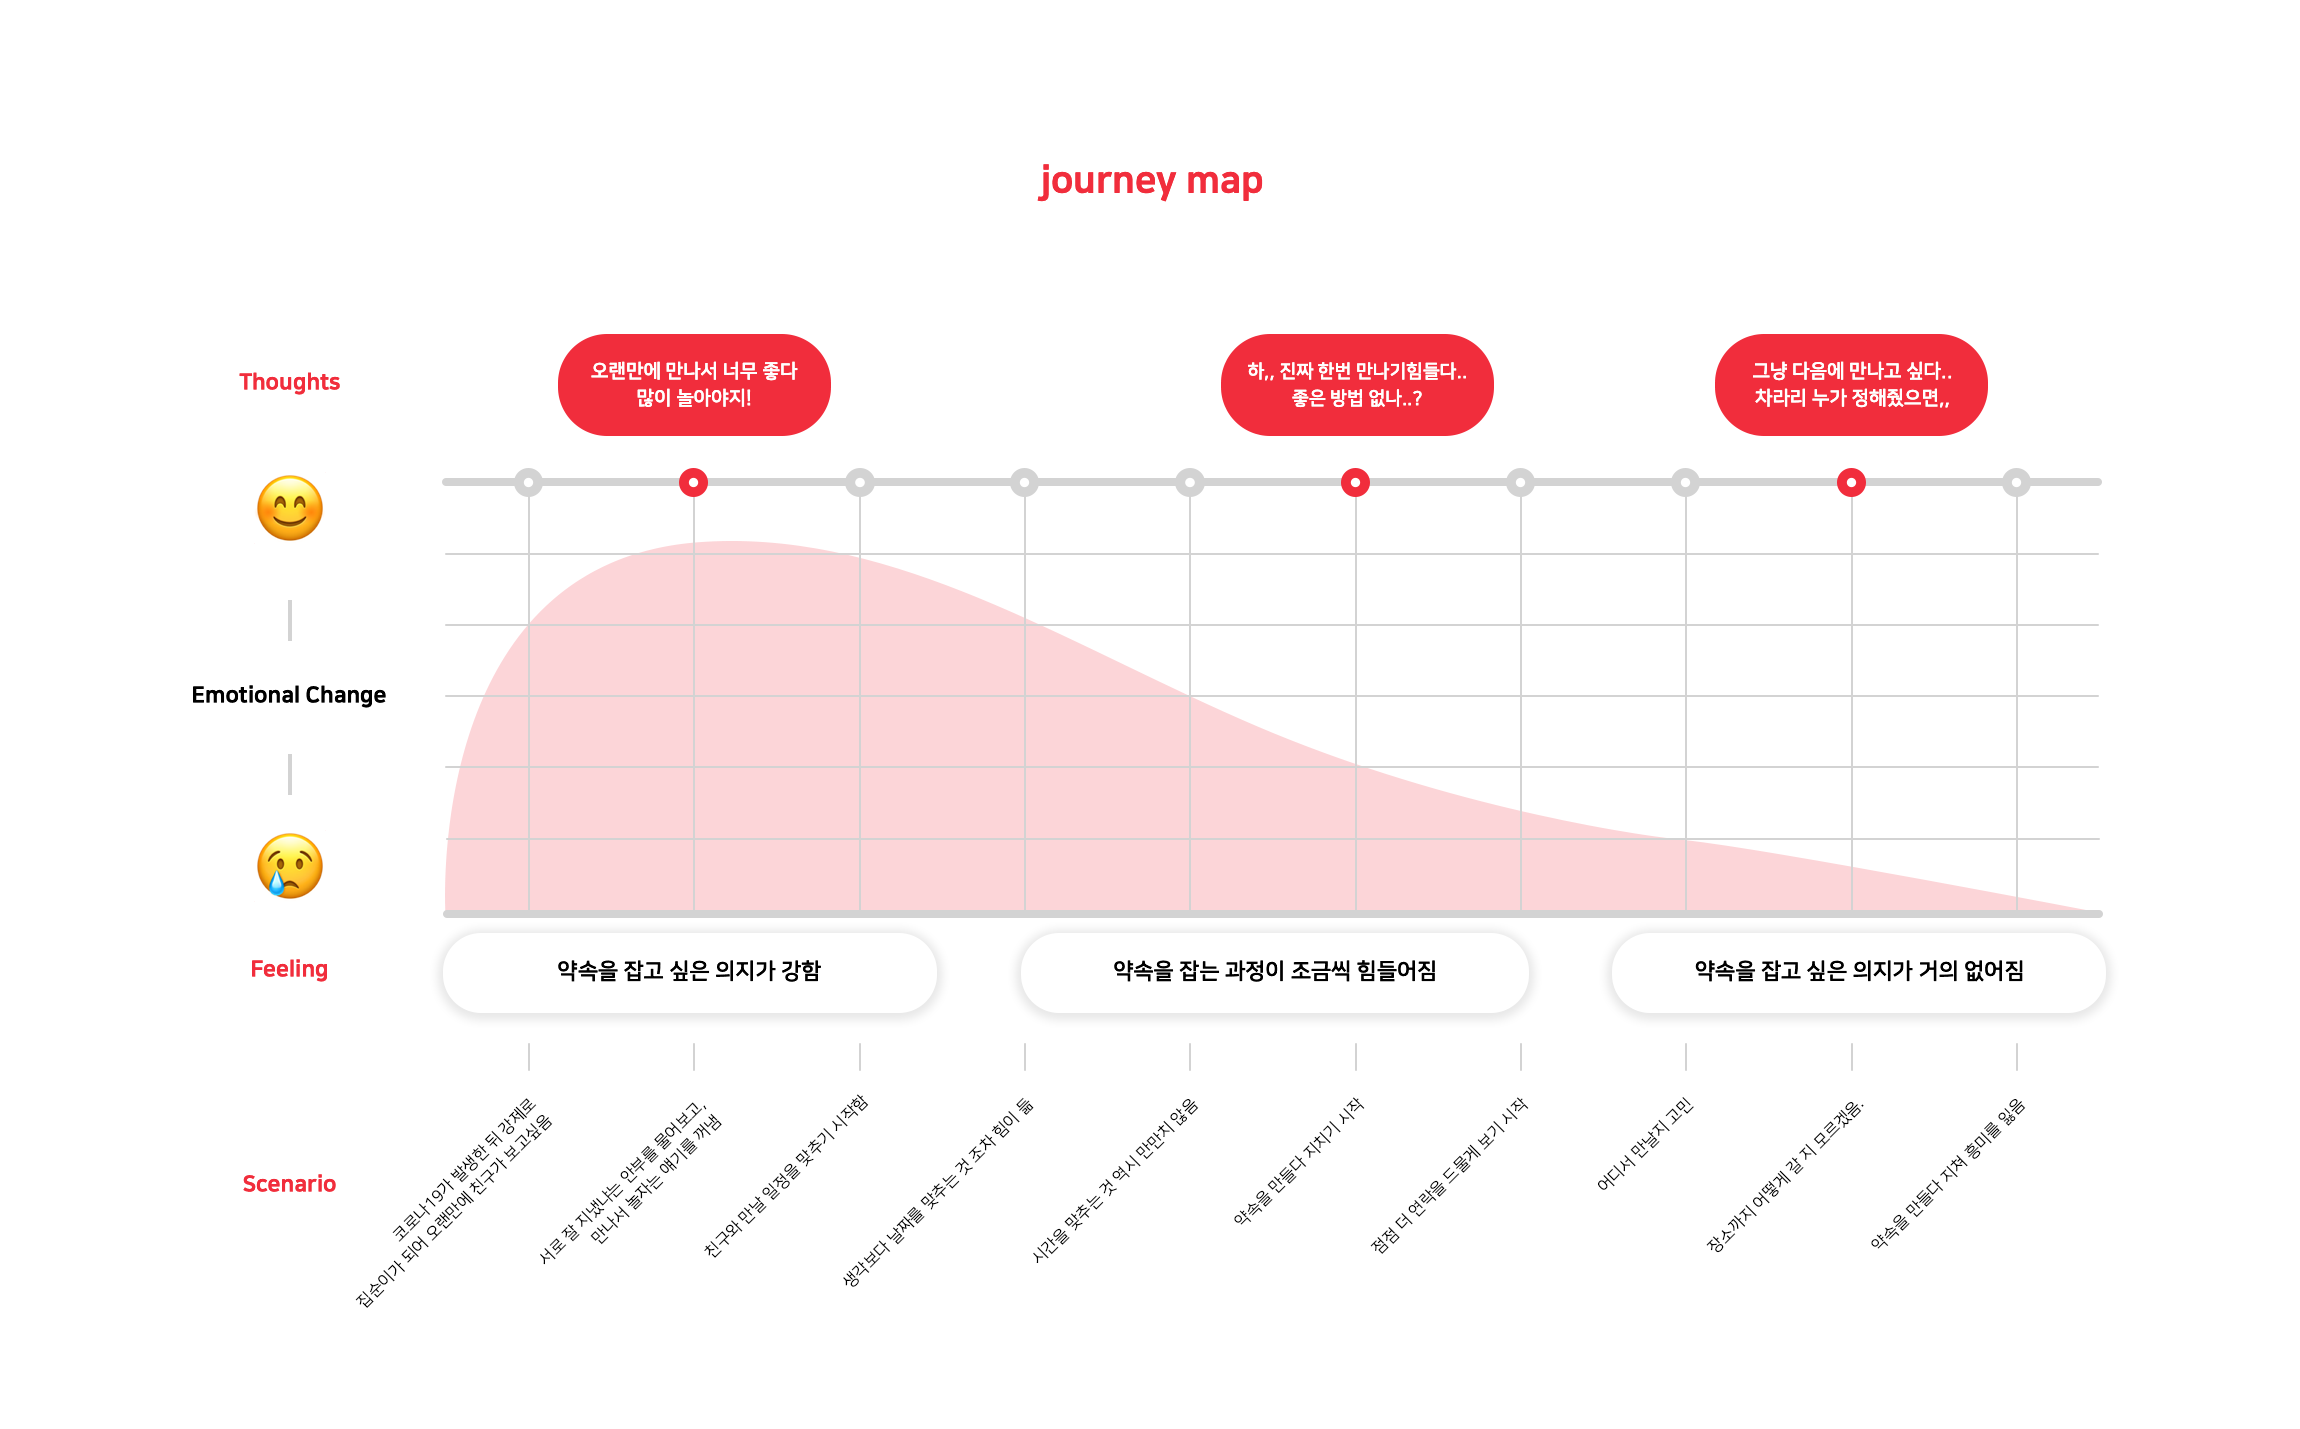 journey map
Thoughts
오랜만에 만나서 너무 좋다
많이 놀아야지!
하,, 진짜 한번 만나기힘들다..
좋은 방법 없나..?
그냥 다음에 만나고 싶다..
차라리 누가 정해줬으면,,
Emotional Change
Feeling
약속을 잡고 싶은 의지가 강함
약속을 잡는 과정이 조금씩 힘들어짐
약속을 잡고 싶은 의지가 거의 없어짐
Scenario
코로나19가 발생한 뒤 강제로
집순이가 되어 오랜만에 친구가 보고싶음
서로 잘 지냈냐는 안부를 물어보고,
만나서 놀자는 얘기를 꺼냄
친구와 만날 일정을 맞추기 시작함
생각보다 날짜를 맞추는 것 조차 힘이 듦
시간을 맞추는 것 역시 만만치 않음
약속을 만들다 지치기 시작
점점 더 연락을 드물게 보기 시작
어디서 만날지 고민
장소까지 어떻게 갈 지 모르겠음.
약속을 만들다 지쳐 흥미를 잃음